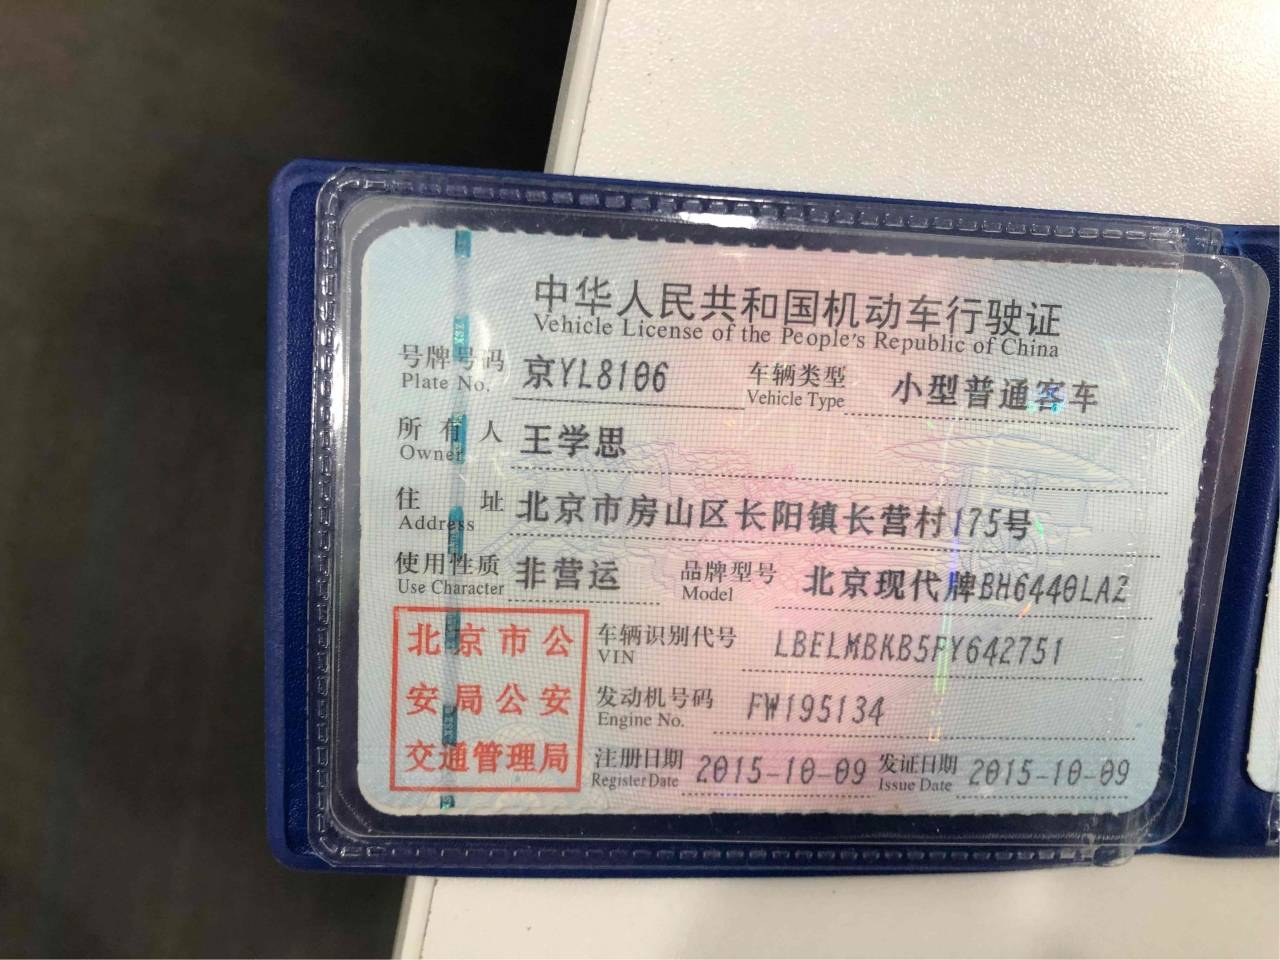 中华人民共和国机动车行驶证
Vehicle License of the People's Republic of China
号牌号码 京YL8106 车辆类型 小型普通客车
Plate No. Vehicle Type
所有人 王学思
Owner
住址 北京市房山区长阳镇长营村175号
Address
使用性质 非营运 品牌型号 北京现代牌BH6440LAZ
Use Character Model
北京市公
安局公安
交通管理局
车辆识别代号 LBELMBKB5FY642751
VIN
发动机号码 FW195134
Engine No.
注册日期 2015-10-09 发证日期 2015-10-09
Register Date Issue Date